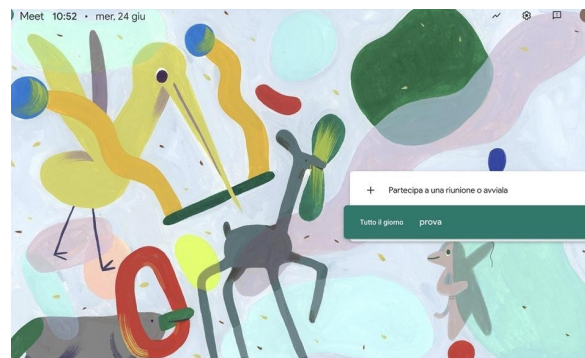 Meet 10:52 • mer, 24 giu
Partecipa a una riunione o avviala
Tutto il giorno prova